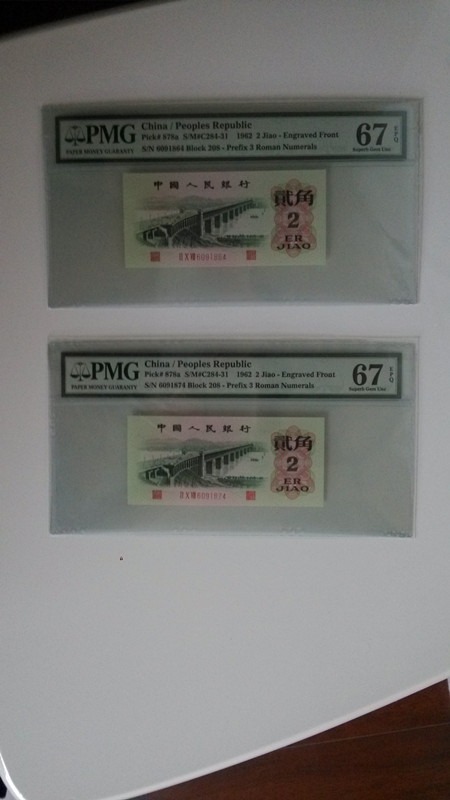 PMG
PAPER MONEY GUARANTY
China / Peoples Republic
Pick# 878a S/M#C284-31 1962 2 Jiao - Engraved Front
S/N 6091864 Block 208 - Prefix 3 Roman Numerals
67 EPQ
Superb Gem Unc
中國人民銀行
貳角
2
ER
JIAO
6091864
PMG
PAPER MONEY GUARANTY
China / Peoples Republic
Pick# 878a S/M#C284-31 1962 2 Jiao - Engraved Front
S/N 6091874 Block 208 - Prefix 3 Roman Numerals
67 EPQ
Superb Gem Unc
中國人民銀行
貳角
2
ER
JIAO
6091874